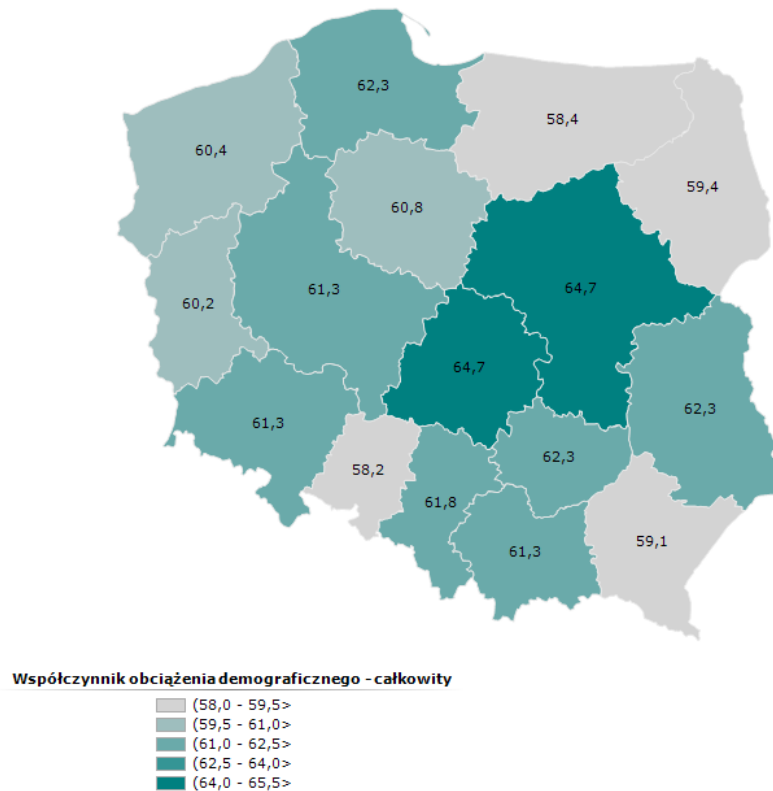 62,3
58,4
60,4
59,4
60,8
61,3
64,7
60,2
64,7
62,3
61,3
62,3
58,2
61,8
59,1
61,3
Współczynnik obciążenia demograficznego - całkowity
(58,0 - 59,5>
(59,5 - 61,0>
(61,0 - 62,5>
(62,5 - 64,0>
(64,0 - 65,5>